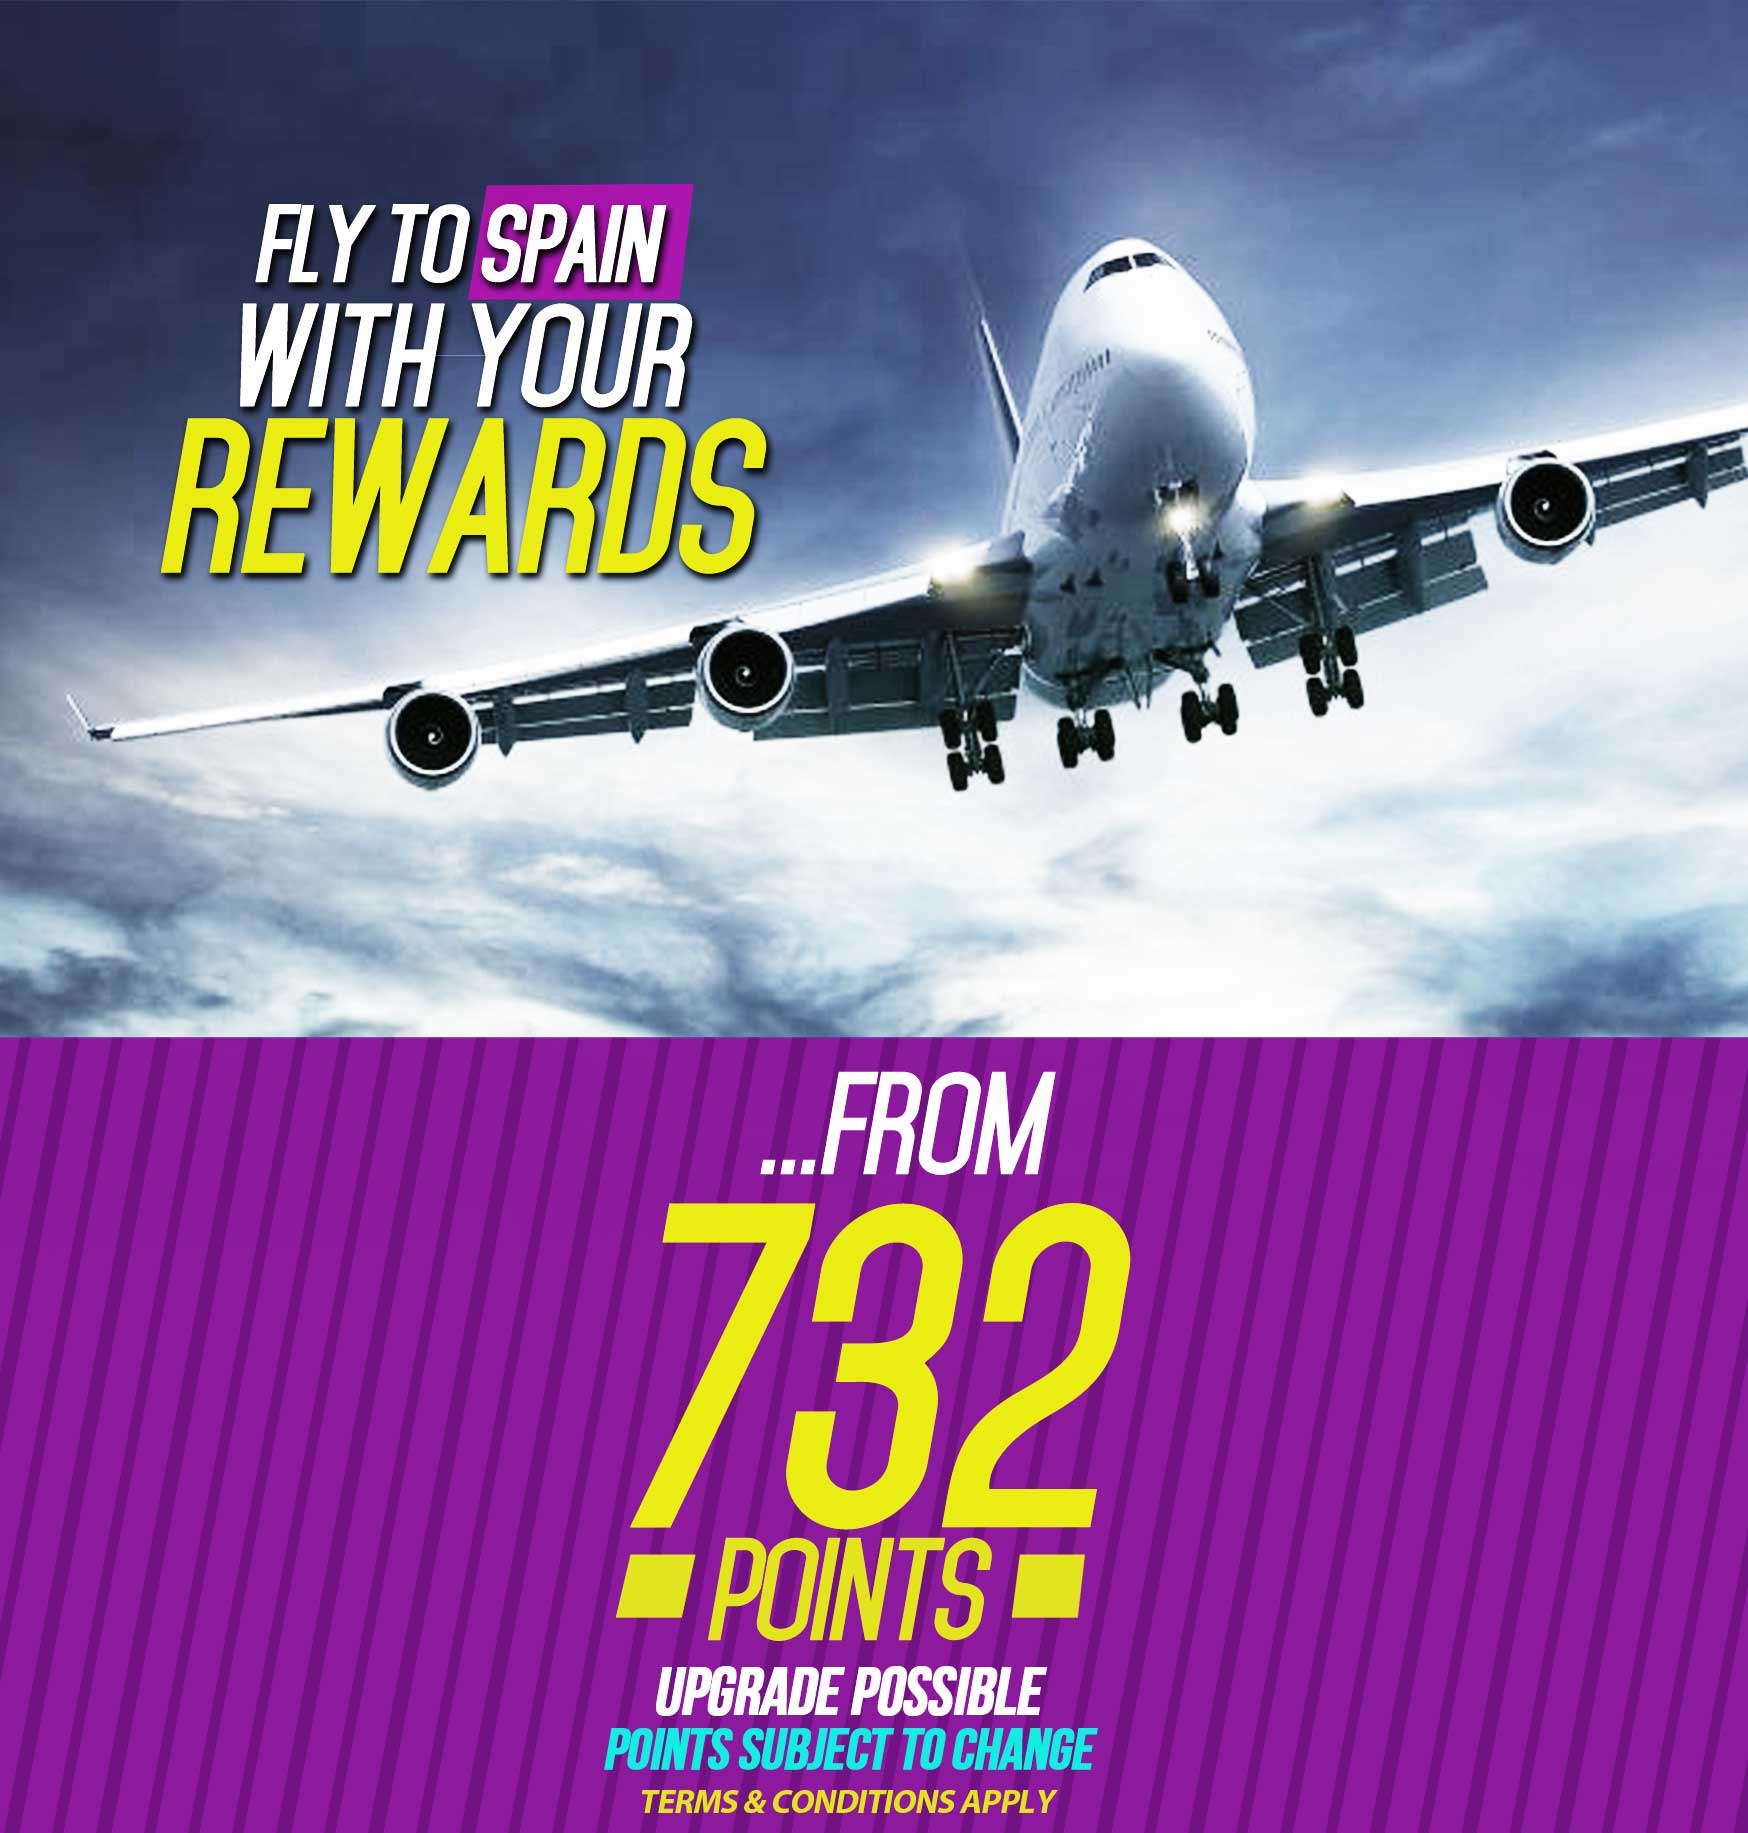 FLY TO SPAIN
WITH YOUR
REWARDS
...FROM
732
POINTS
UPGRADE POSSIBLE
POINTS SUBJECT TO CHANGE
TERMS & CONDITIONS APPLY